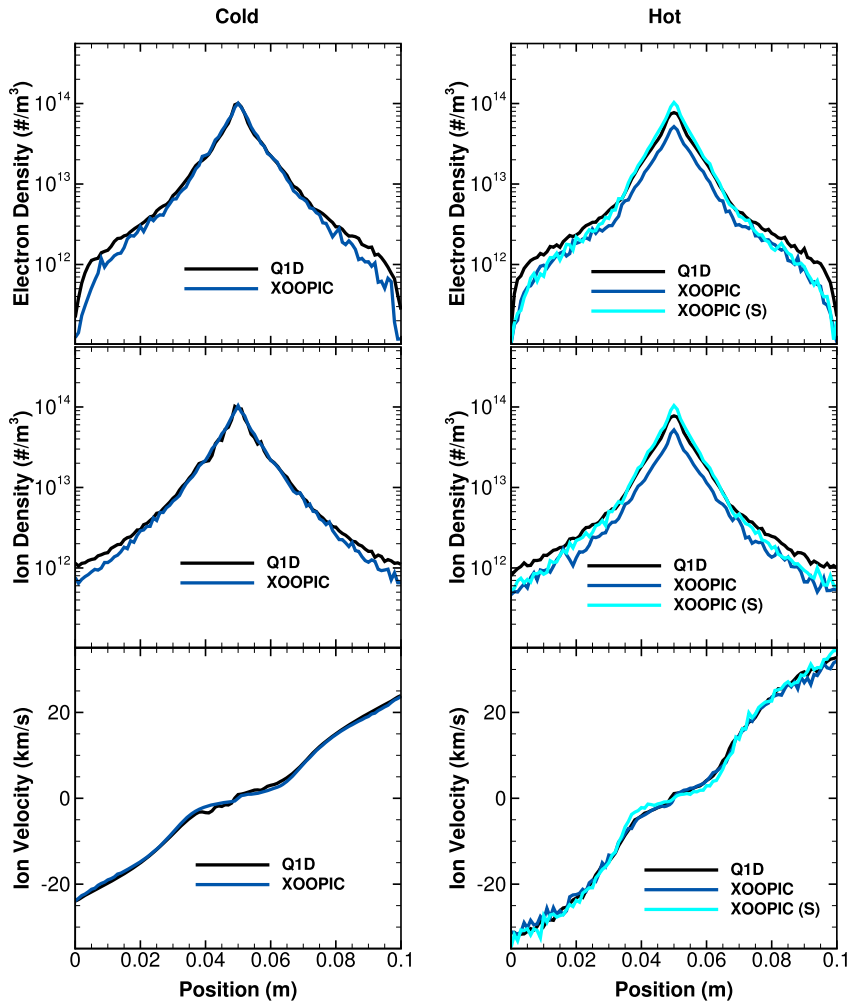 Cold Hot
Electron Density (#/m³)
10¹⁴
10¹³
10¹²
Q1D
XOOPIC
Electron Density (#/m³)
10¹⁴
10¹³
10¹²
Q1D
XOOPIC
XOOPIC (S)
Ion Density (#/m³)
10¹⁴
10¹³
10¹²
Q1D
XOOPIC
Ion Density (#/m³)
10¹⁴
10¹³
10¹²
Q1D
XOOPIC
XOOPIC (S)
Ion Velocity (km/s)
20
0
-20
Q1D
XOOPIC
0 0.02 0.04 0.06 0.08 0.1
Position (m)
Ion Velocity (km/s)
20
0
-20
Q1D
XOOPIC
XOOPIC (S)
0 0.02 0.04 0.06 0.08 0.1
Position (m)